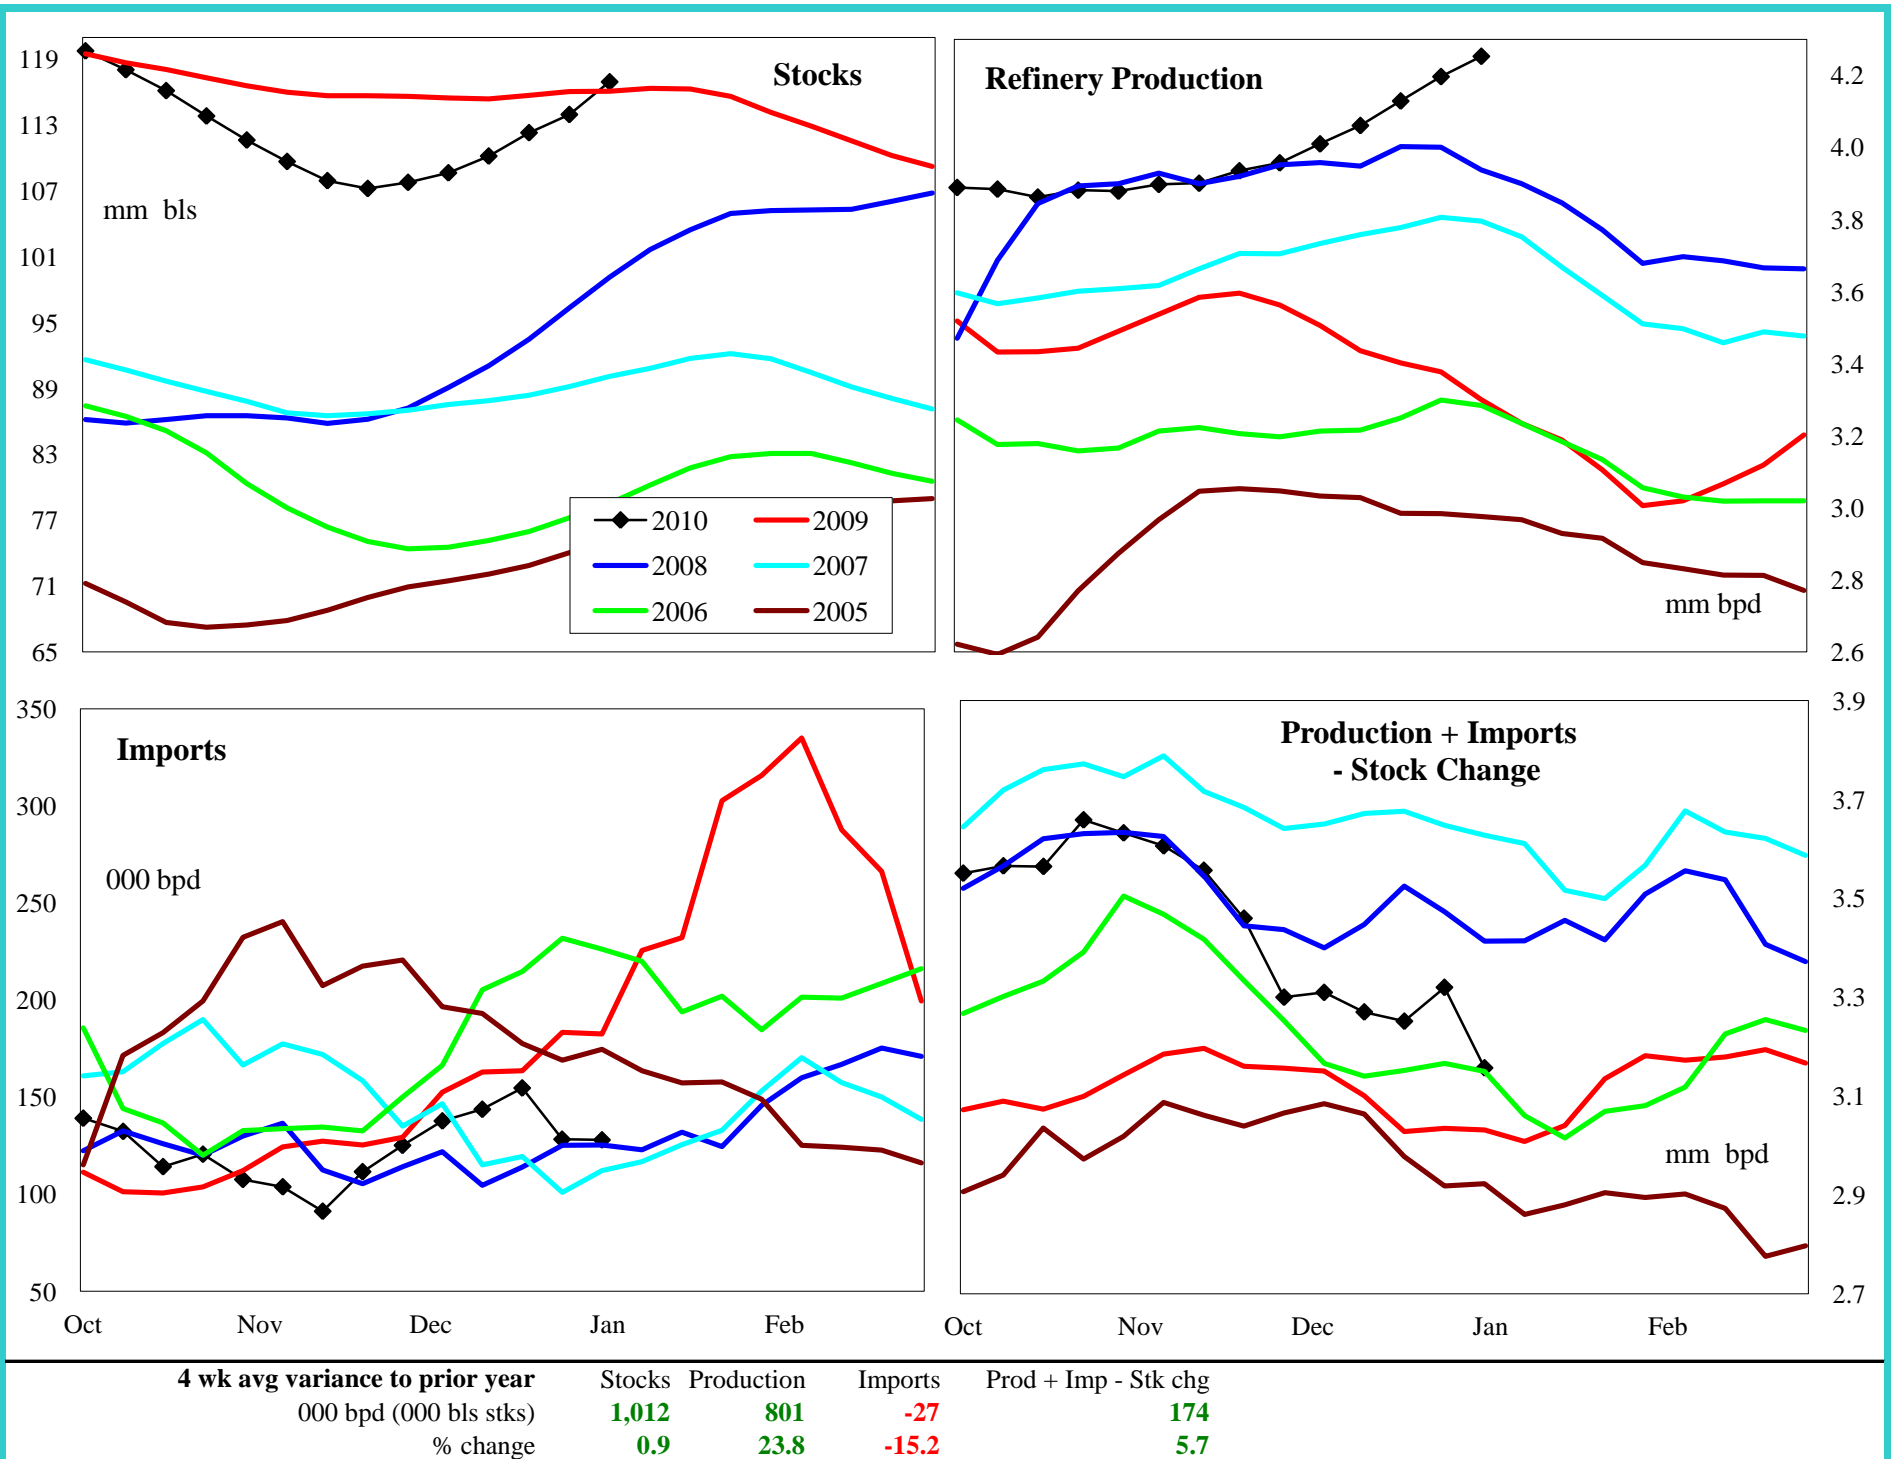 Stocks
119
113
107
101
95
89
83
77
71
65
mm bls
2010
2009
2008
2007
2006
2005
Refinery Production
4.2
4.0
3.8
3.6
3.4
3.2
3.0
2.8
2.6
mm bpd
Imports
350
300
250
200
150
100
50
000 bpd
Oct Nov Dec Jan Feb
Production + Imports
- Stock Change
3.9
3.7
3.5
3.3
3.1
2.9
2.7
mm bpd
Oct Nov Dec Jan Feb
4 wk avg variance to prior year Stocks Production Imports Prod + Imp - Stk chg
000 bpd (000 bls stks) 1,012 801 -27 174
% change 0.9 23.8 -15.2 5.7